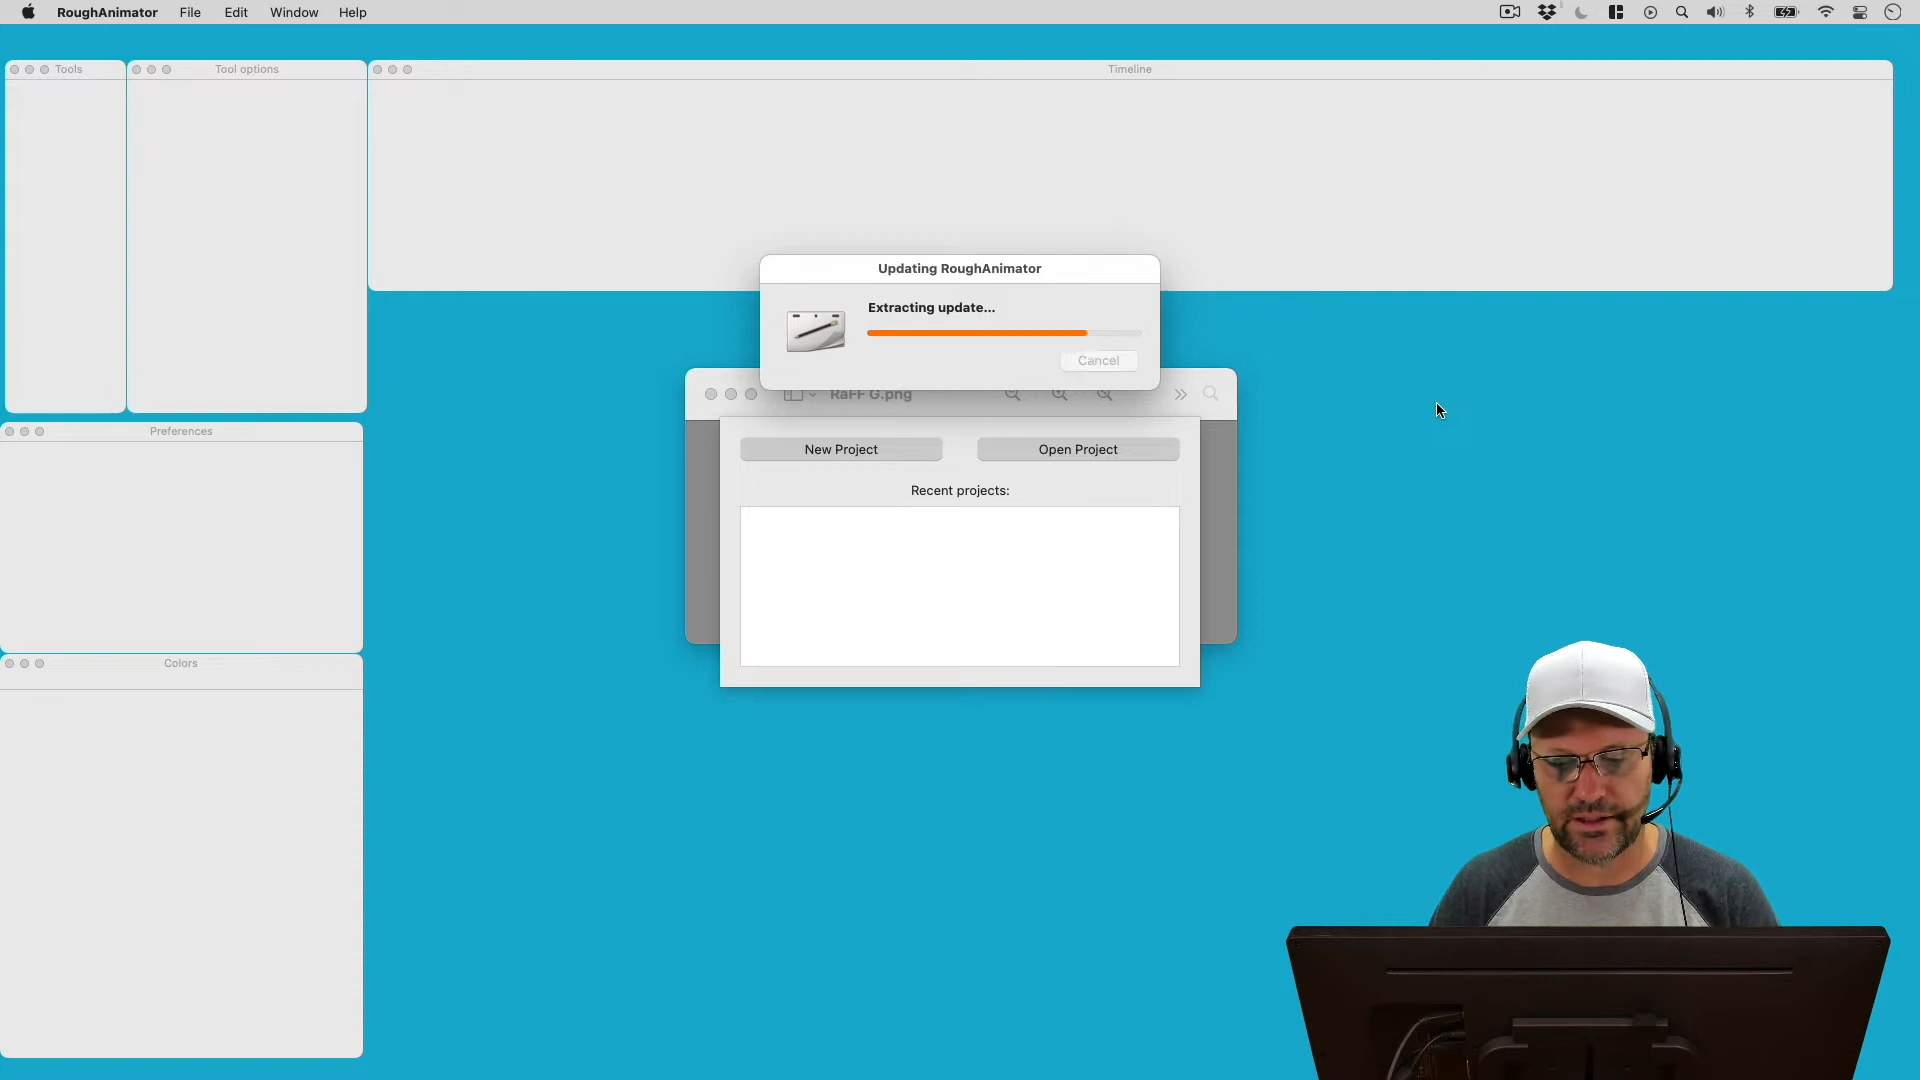 RoughAnimator File Edit Window Help
Tools
Tool options
Timeline
Updating RoughAnimator
Extracting update...
Cancel
RaFF G.png
New Project
Open Project
Recent projects:
Preferences
Colors